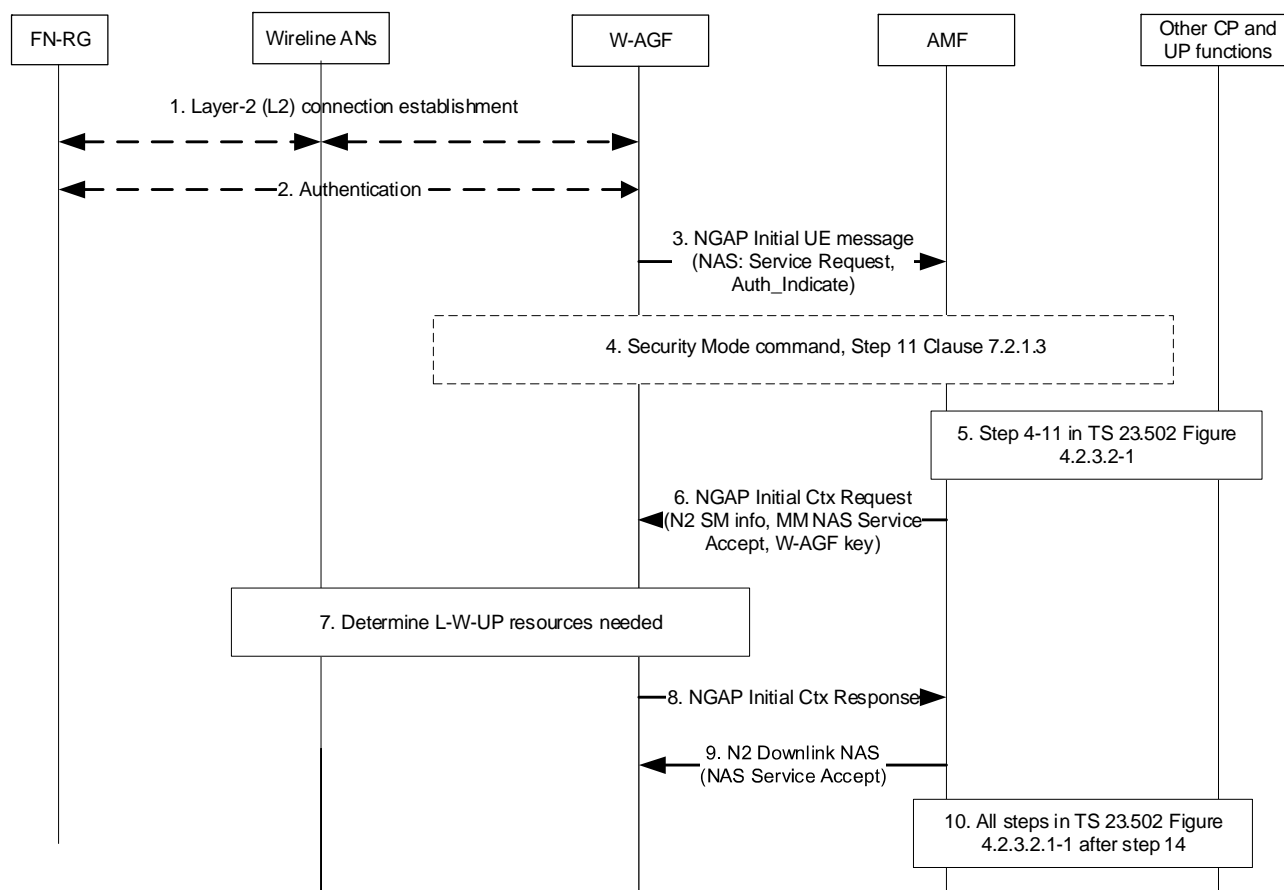 FN-RG
Wireline ANs
W-AGF
AMF
Other CP and
UP functions
1. Layer-2 (L2) connection establishment
2. Authentication
3. NGAP Initial UE message
(NAS: Service Request,
Auth_Indicate)
4. Security Mode command, Step 11 Clause 7.2.1.3
5. Step 4-11 in TS 23.502 Figure
4.2.3.2-1
6. NGAP Initial Ctx Request
(N2 SM info, MM NAS Service
Accept, W-AGF key)
7. Determine L-W-UP resources needed
8. NGAP Initial Ctx Response
9. N2 Downlink NAS
(NAS Service Accept)
10. All steps in TS 23.502 Figure
4.2.3.2.1-1 after step 14